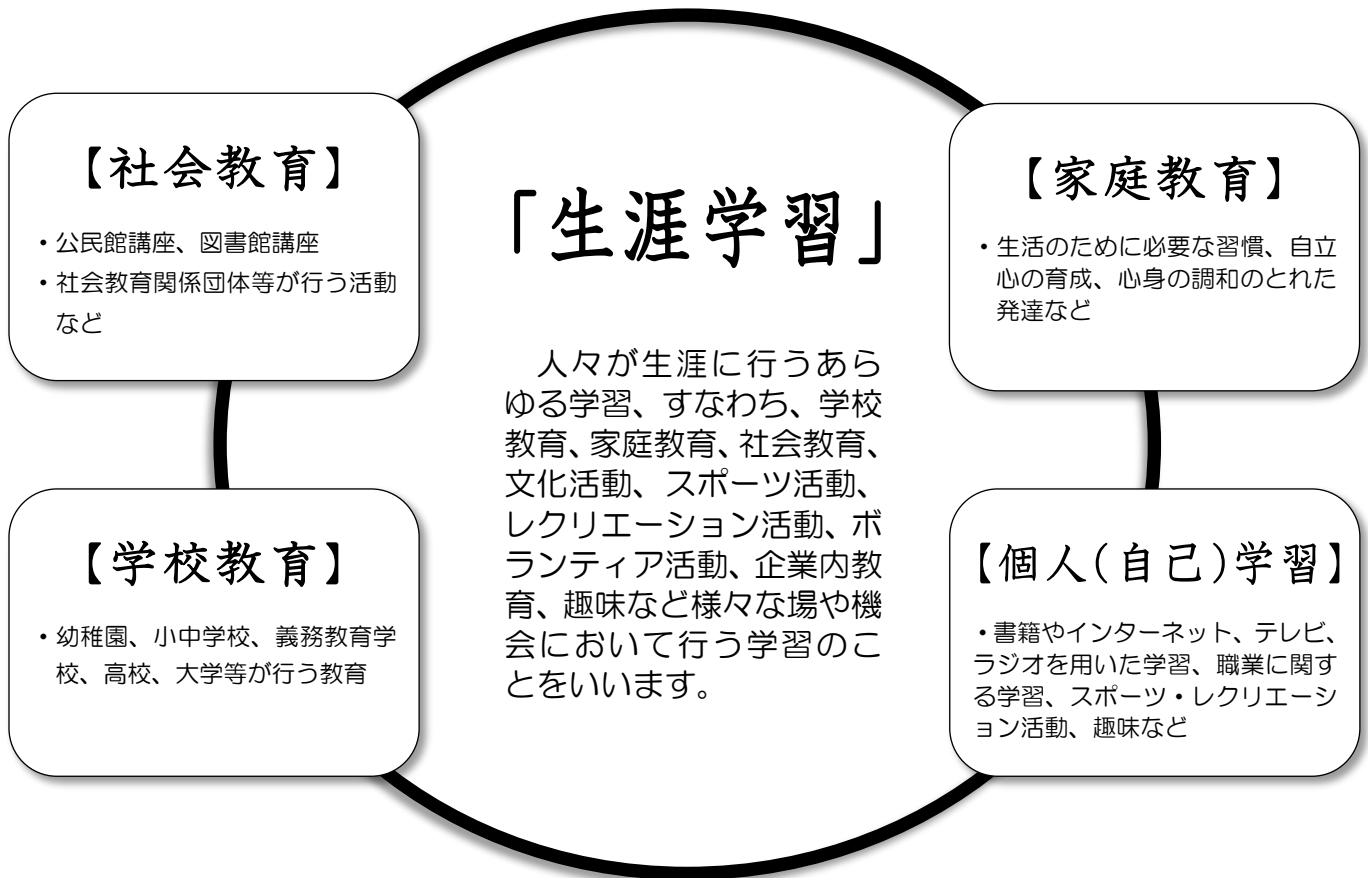 【社会教育】
・公民館講座、図書館講座
・社会教育関係団体等が行う活動
など
「生涯学習」
人々が生涯に行うあら
ゆる学習、すなわち、学校
教育、家庭教育、社会教育、
文化活動、スポーツ活動、
レクリエーション活動、ボ
ランティア活動、企業内教
育、趣味など様々な場や機
会において行う学習のこ
とをいいます。
【家庭教育】
・生活のために必要な習慣、自立
心の育成、心身の調和のとれた
発達など
【学校教育】
・幼稚園、小中学校、義務教育学
校、高校、大学等が行う教育
【個人(自己)学習】
・書籍やインターネット、テレビ、
ラジオを用いた学習、職業に関す
る学習、スポーツ・レクリエーシ
ョン活動、趣味など